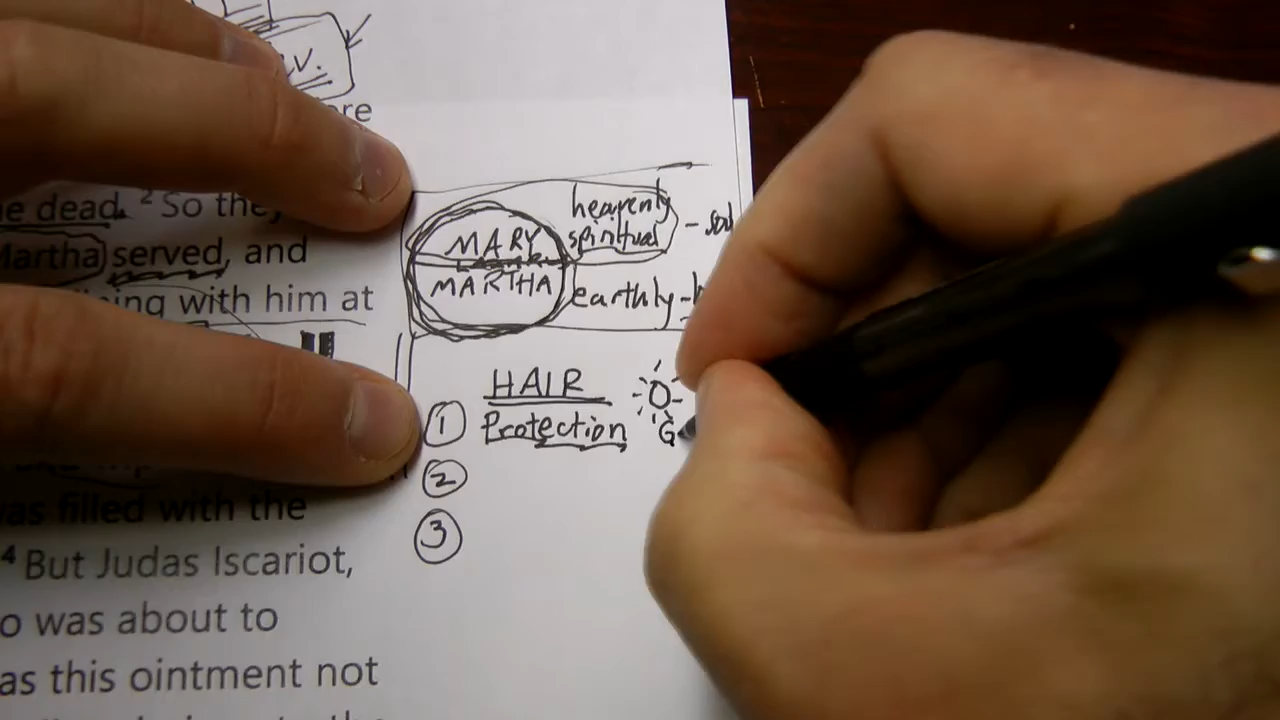 V.
re
e dead. 2 So they
Martha served, and
ing with him at
was filled with the
4 But Judas Iscariot,
o was about to
as this ointment not
heavenly
MARY spiritual -
MARTHA earthly -
HAIR
1 Protection G
2
3